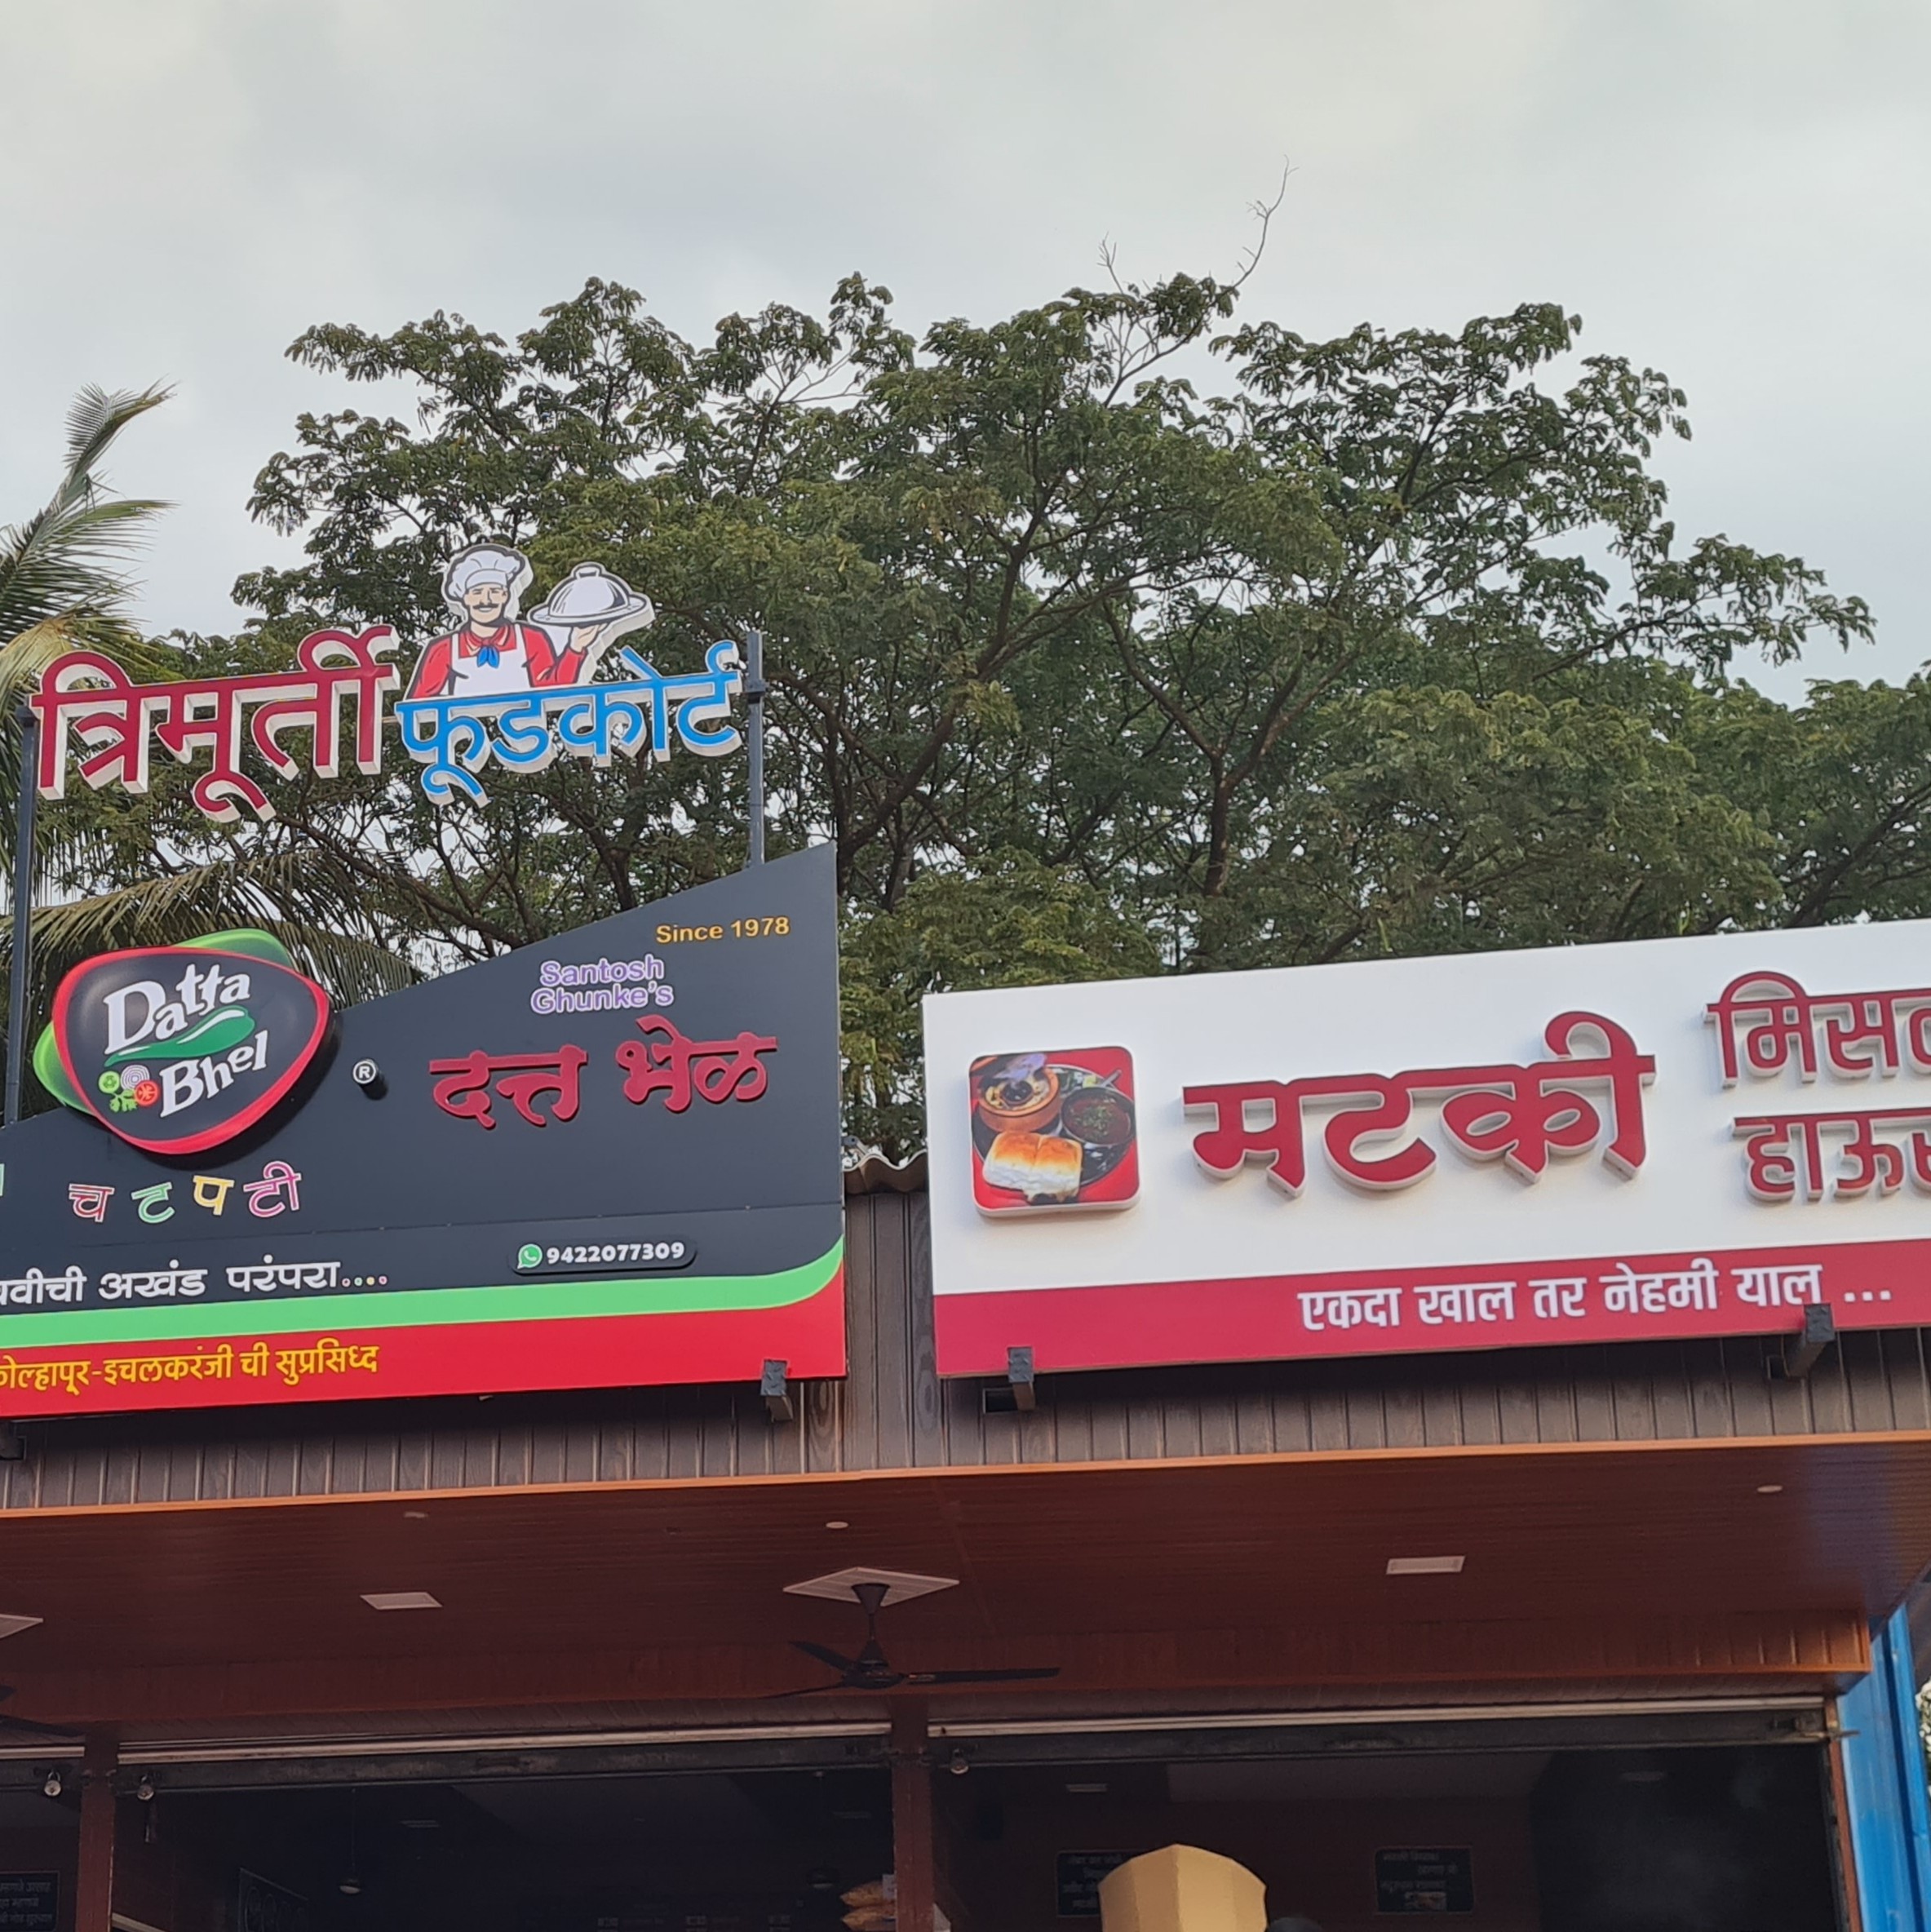 त्रिमूर्ती फूडकोर्ट
Since 1978
Santosh
Ghunke's
Datta
Bhel
®
दत्त भेळ
चटपटी
9422077309
अखंड परंपरा....
कोल्हापूर-इचलकरंजी ची सुप्रसिध्द
मटकी
एकदा खाल तर नेहमी याल ...